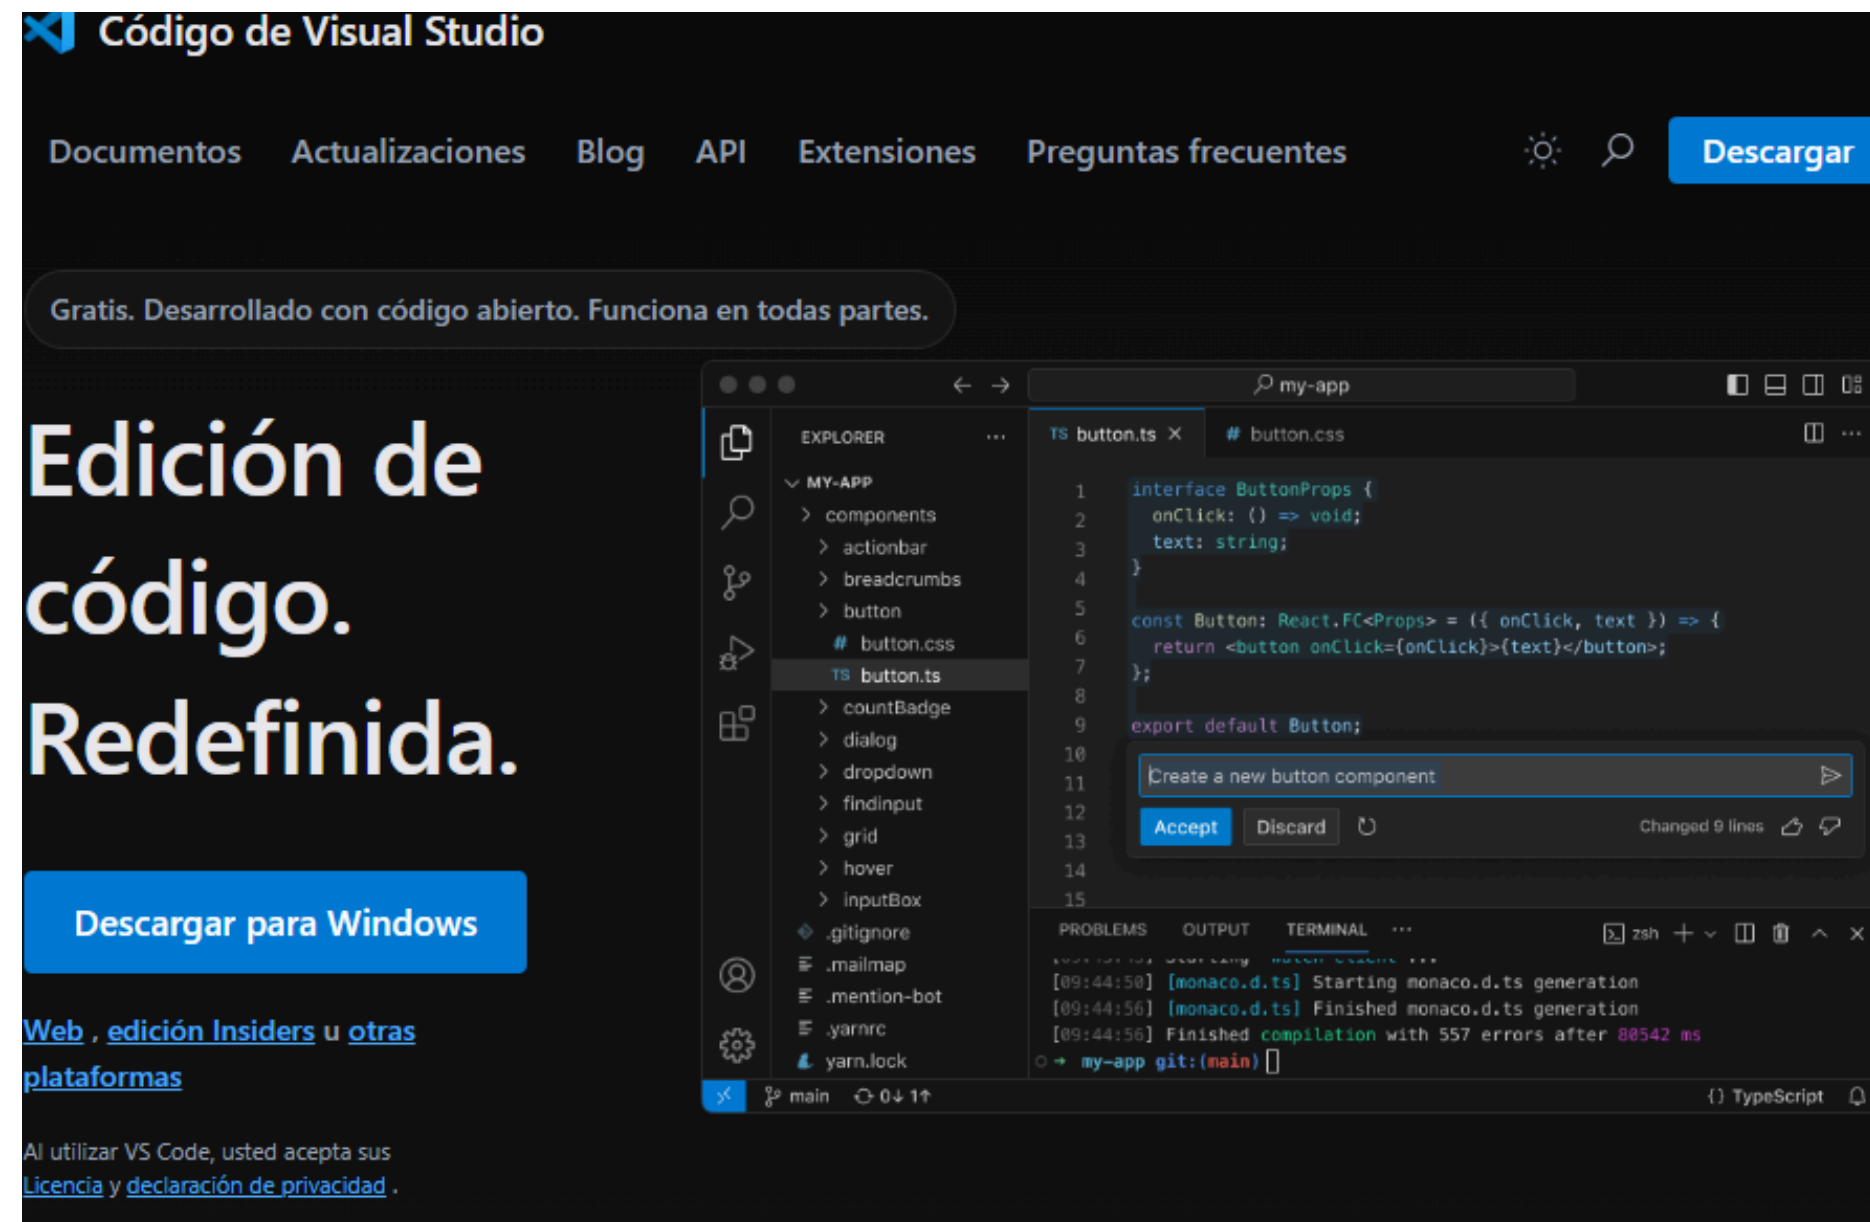 Código de Visual Studio
Documentos Actualizaciones Blog API Extensiones Preguntas frecuentes Descargar
Gratis. Desarrollado con código abierto. Funciona en todas partes.
Edición de
código.
Redefinida.
Descargar para Windows
Web , edición Insiders u otras
plataformas
Al utilizar VS Code, usted acepta sus
Licencia y declaración de privacidad .
my-app
EXPLORER ...
MY-APP
components
actionbar
breadcrumbs
button
# button.css
TS button.ts
countBadge
dialog
dropdown
findinput
grid
hover
inputBox
.gitignore
.mailmap
.mention-bot
.yarnrc
yarn.lock
TS button.ts
# button.css
1 interface ButtonProps {
2 onClick: () => void;
3 text: string;
4 }
5 const Button: React.FC<Props> = ({ onClick, text }) => {
6 return <button onClick={onClick}>{text}</button>;
7 };
8
9 export default Button;
10
11
12
13
14
15
Create a new button component
Accept Discard Changed 9 lines
PROBLEMS OUTPUT TERMINAL ... zsh
[09:44:50] [monaco.d.ts] Starting monaco.d.ts generation
[09:44:56] [monaco.d.ts] Finished monaco.d.ts generation
[09:44:56] Finished compilation with 557 errors after 80542 ms
my-app git:(main)
main 0↓ 1↑ {} TypeScript